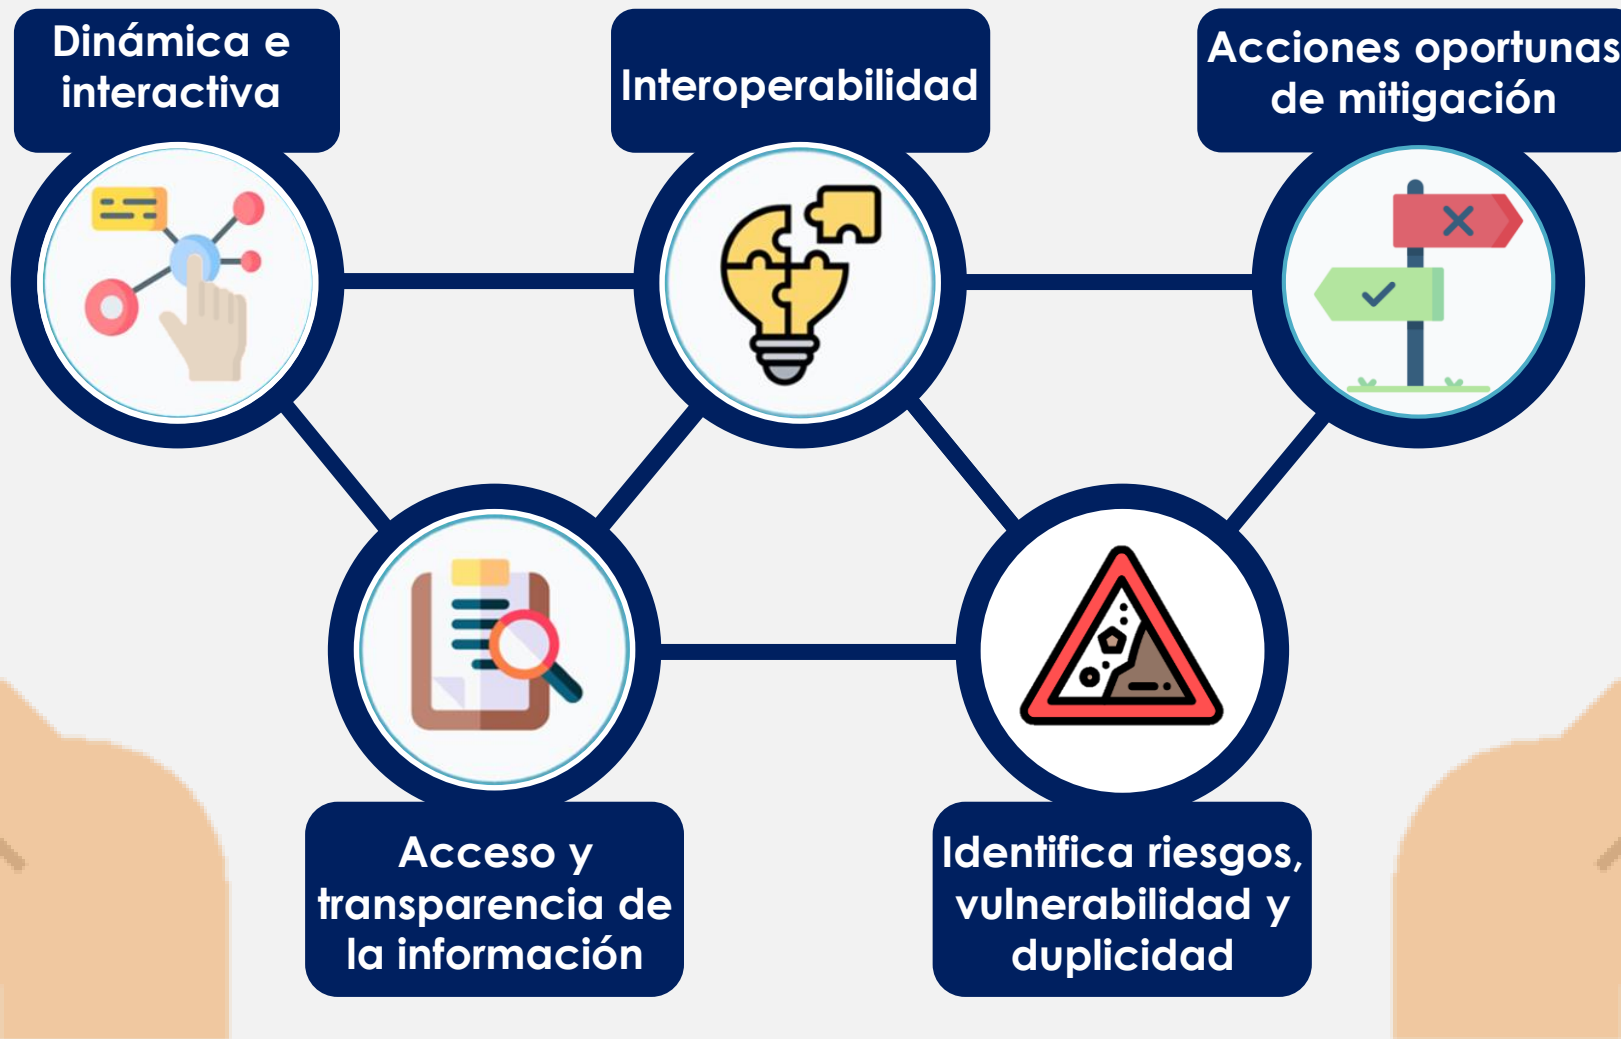 Dinámica e
interactiva
Interoperabilidad
Acciones oportunas
de mitigación
Acceso y
transparencia de
la información
Identifica riesgos,
vulnerabilidad y
duplicidad